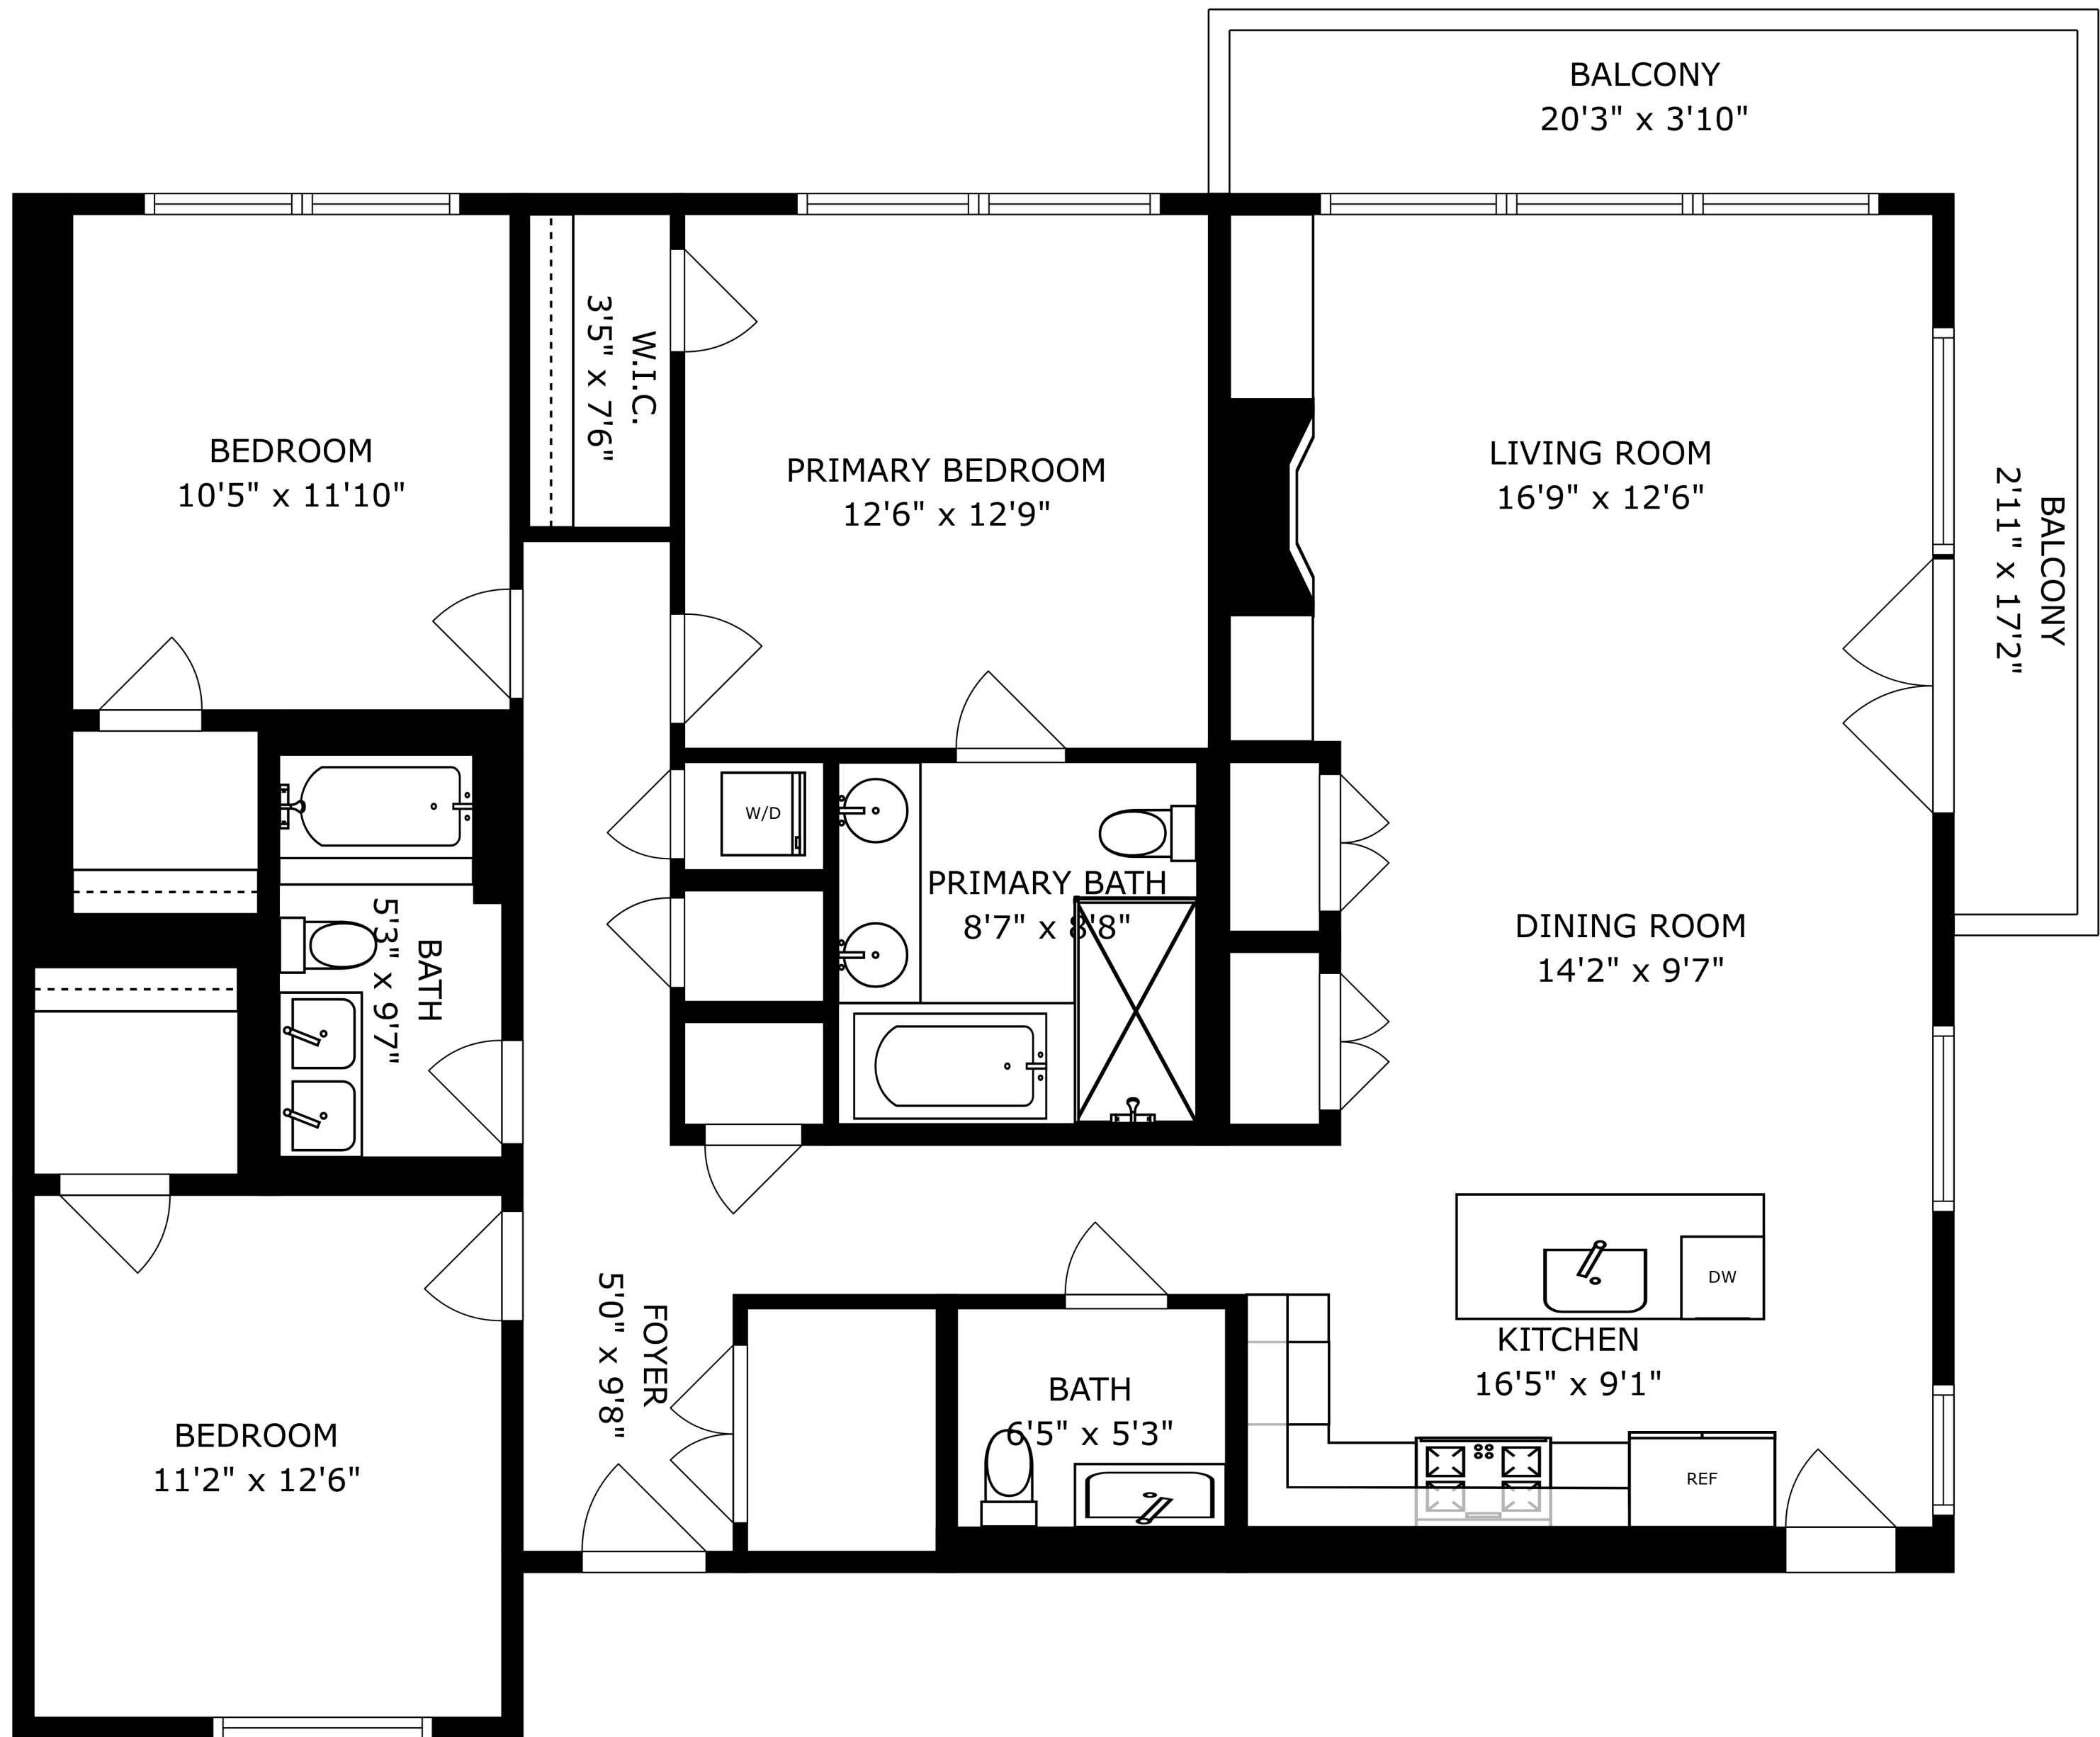 BALCONY
20'3" x 3'10"
BEDROOM
10'5" x 11'10"
W.I.C.
3'5" x 7'6"
PRIMARY BEDROOM
12'6" x 12'9"
LIVING ROOM
16'9" x 12'6"
BALCONY
2'11" x 17'2"
W/D
PRIMARY BATH
8'7" x 8'8"
BATH
5'3" x 9'7"
DINING ROOM
14'2" x 9'7"
DW
KITCHEN
16'5" x 9'1"
FOYER
5'0" x 9'8"
BATH
6'5" x 5'3"
REF
BEDROOM
11'2" x 12'6"